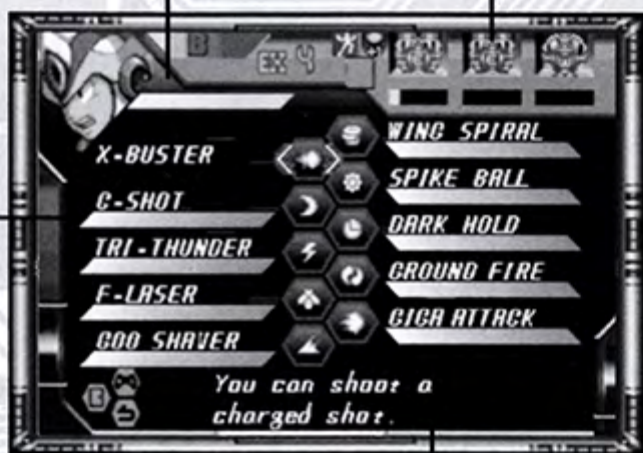 B
EX 4
X-BUSTER
C-SHOT
TRI-THUNDER
F-LASER
GOO SHAVER
WING SPIRAL
SPIKE BALL
DARK HOLD
GROUND FIRE
GIGA ATTACK
You can shoot a
charged shot.